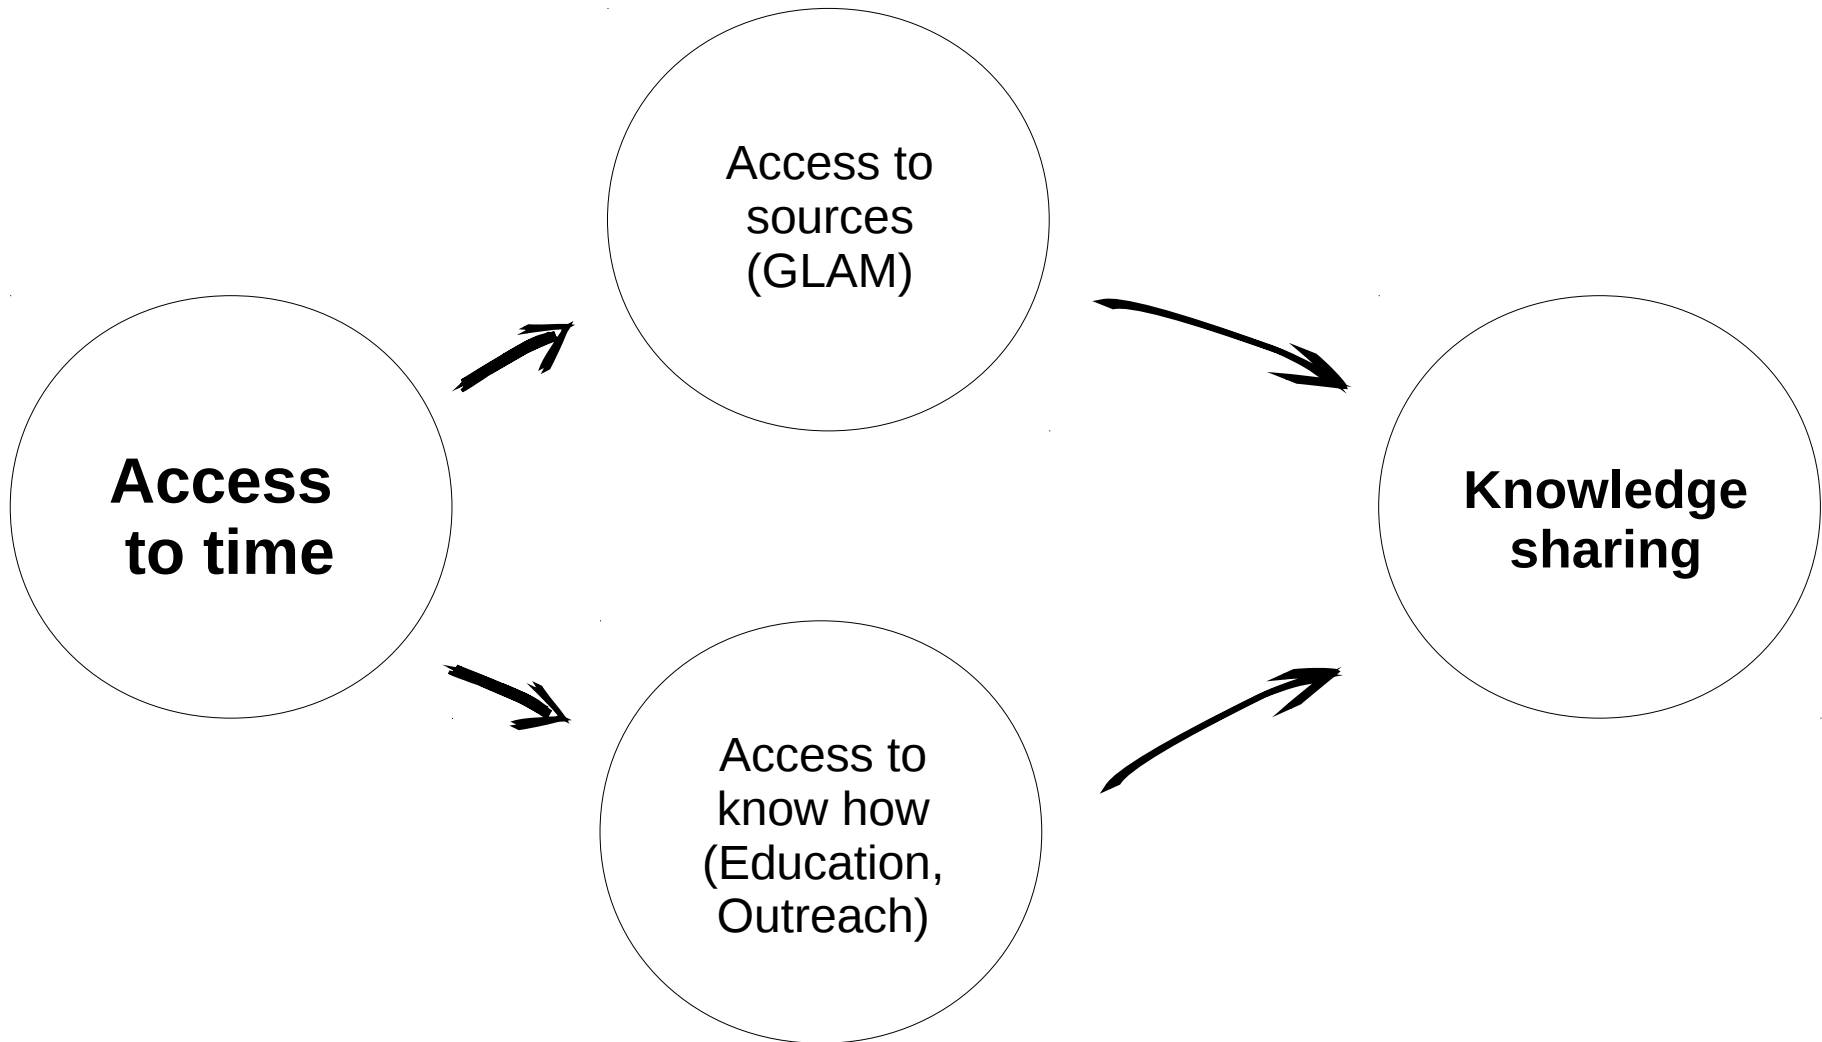 Access to
sources
(GLAM)
Access
to time
Knowledge
sharing
Access to
know how
(Education,
Outreach)